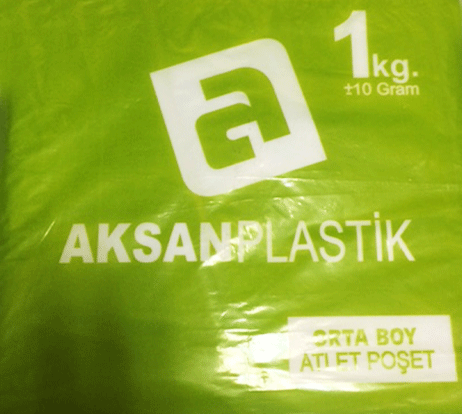 1kg.
±10 Gram
a
AKSANPLASTİK
ORTA BOY
ATLET POŞET